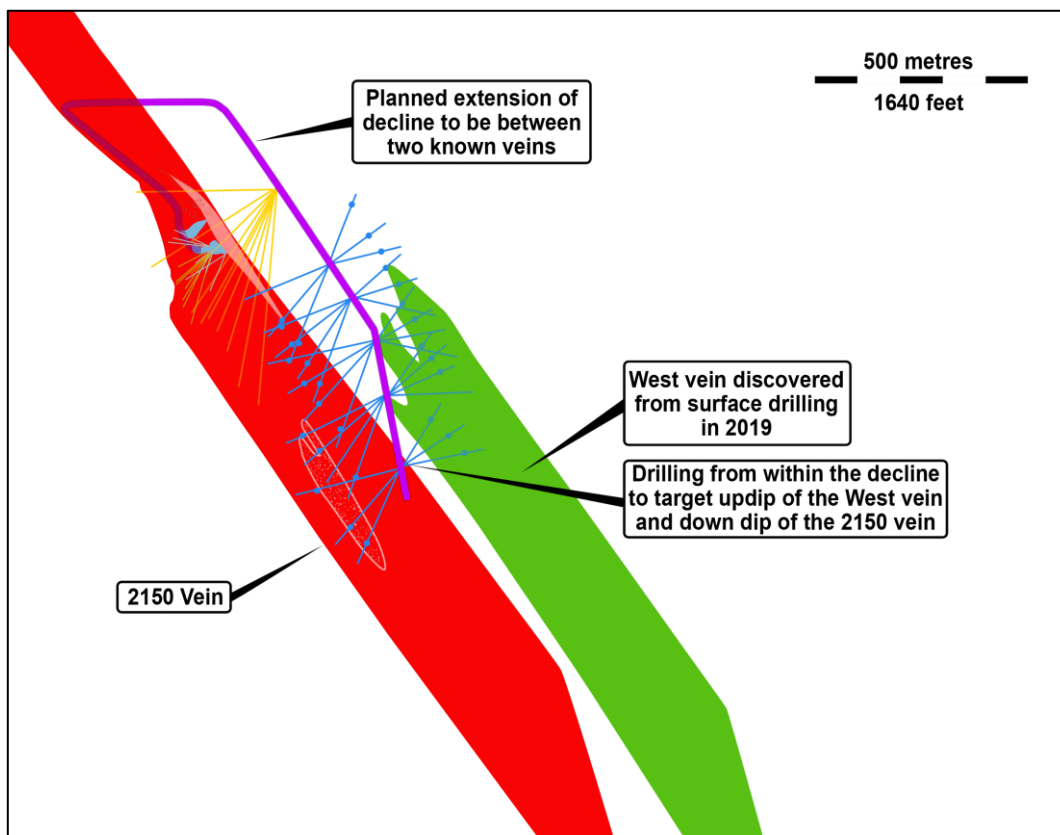 500 metres
1640 feet
Planned extension of
decline to be between
two known veins
West vein discovered
from surface drilling
in 2019
Drilling from within the decline
to target updip of the West vein
and down dip of the 2150 vein
2150 Vein